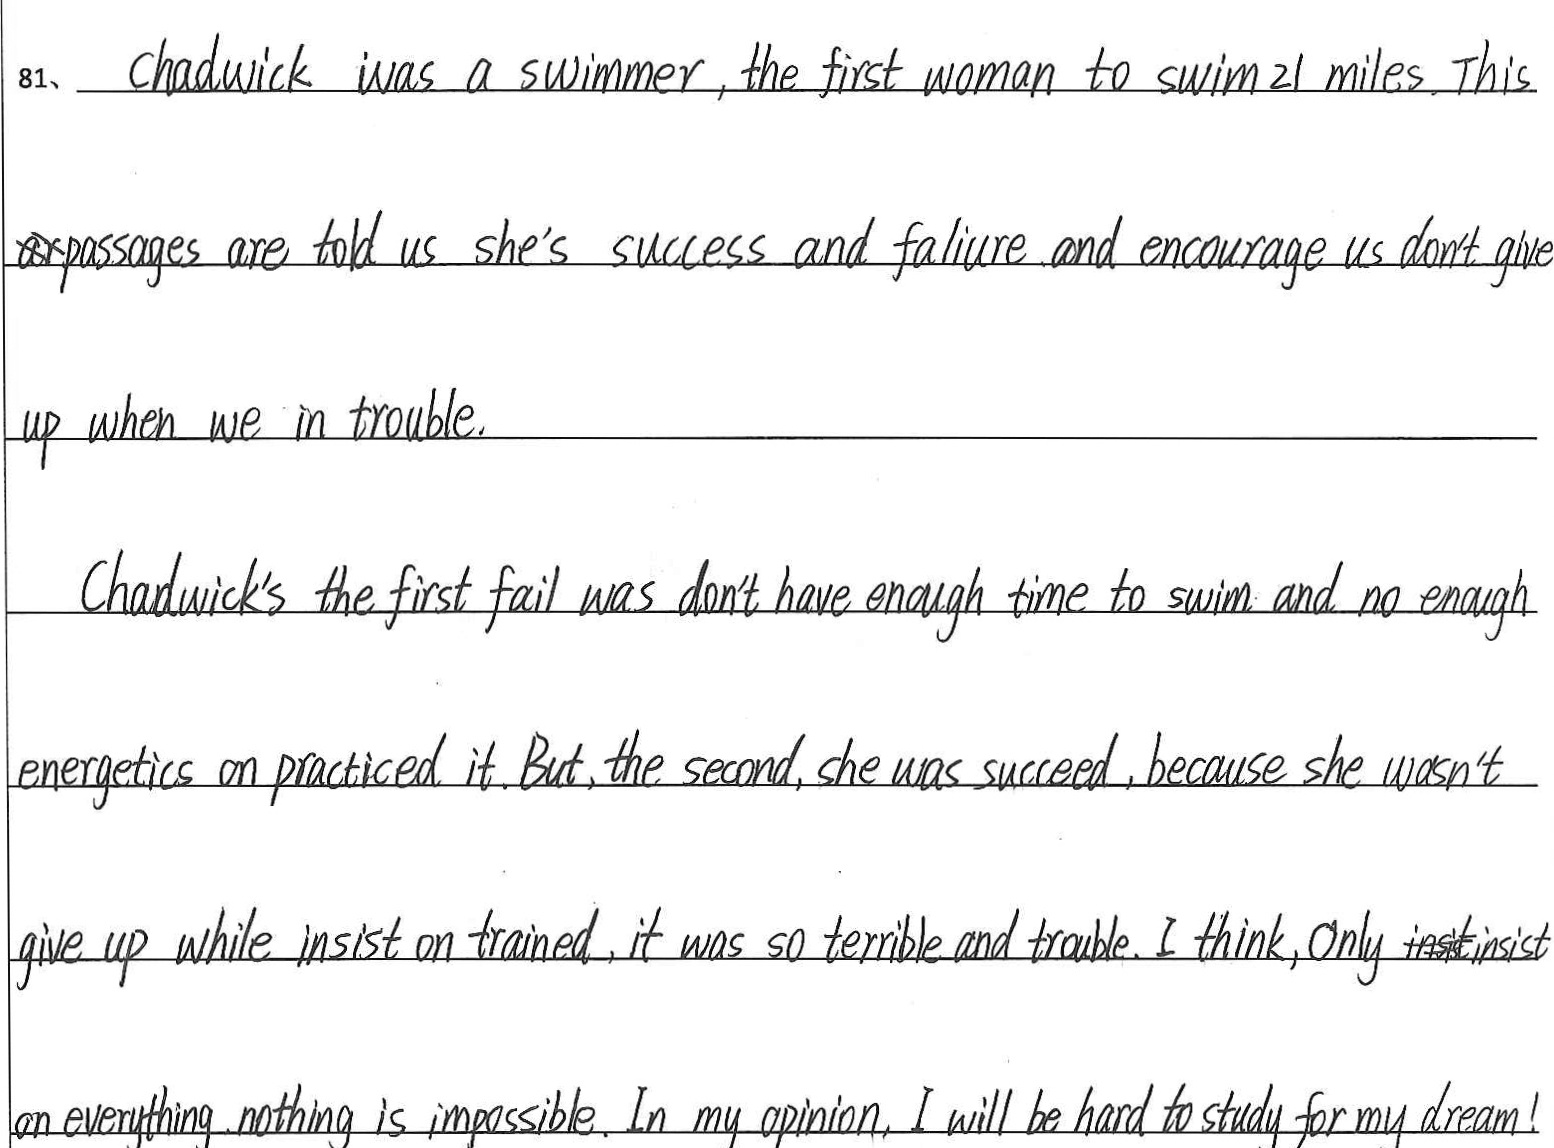 81、 Chadwick was a swimmer, the first woman to swim 21 miles. This
passages are told us she's success and faliure and encourage us don't give
up when we in trouble.
Chadwick's the first fail was don't have enough time to swim and no enough
energetics on practiced it. But, the second, she was succeed, because she wasn't
give up while insist on trained, it was so terrible and trouble. I think, Only insist
on everything, nothing is impossible. In my opinion, I will be hard to study for my dream!